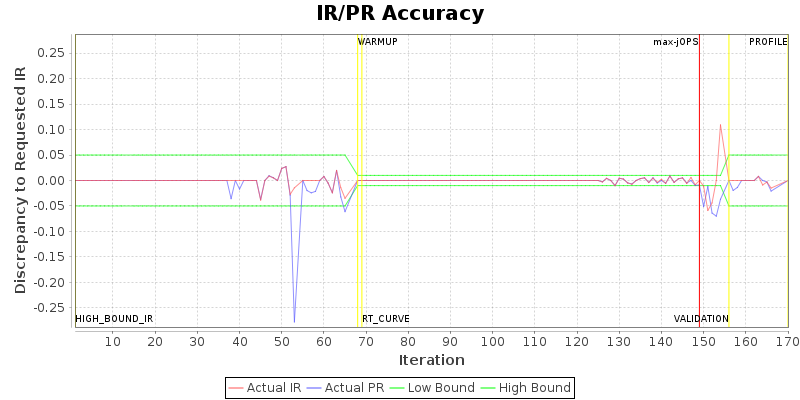 IR/PR Accuracy
Discrepancy to Requested IR
0.25
0.20
0.15
0.10
0.05
0.00
-0.05
-0.10
-0.15
-0.20
-0.25
WARMUP
max-jOPS
PROFILE
HIGH_BOUND_IR
RT_CURVE
VALIDATION
10 20 30 40 50 60 70 80 90 100 110 120 130 140 150 160 170
Iteration
Actual IR Actual PR Low Bound High Bound